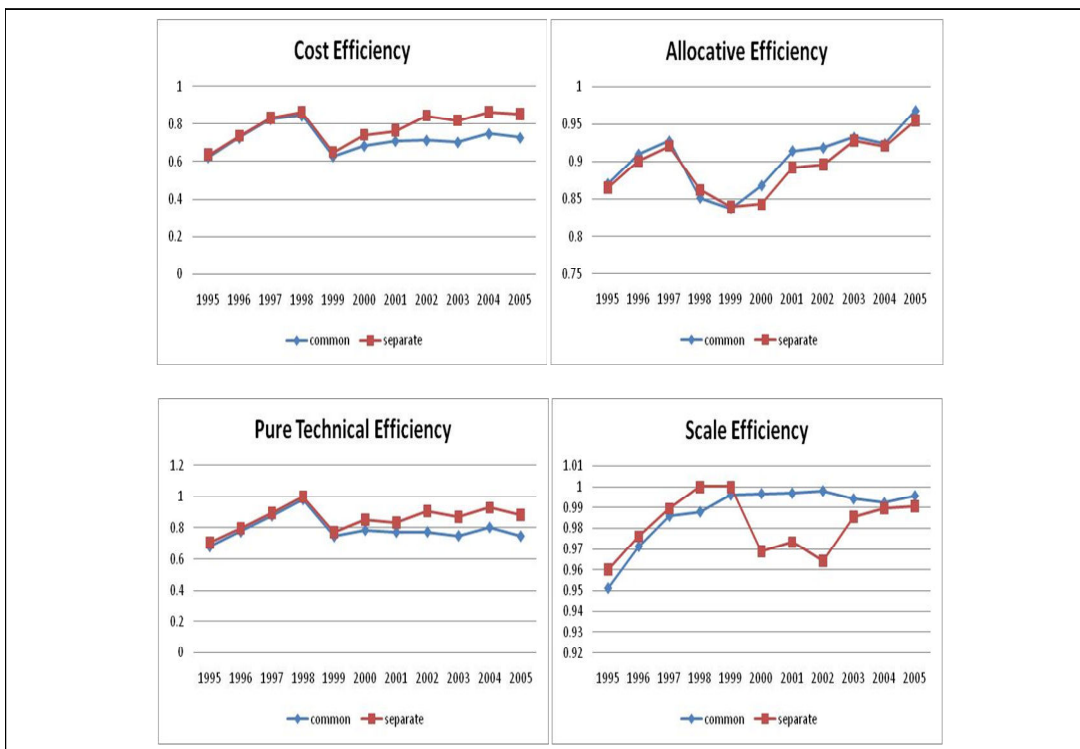 Cost Efficiency
1
0.8
0.6
0.4
0.2
0
1995 1996 1997 1998 1999 2000 2001 2002 2003 2004 2005
common separate
Allocative Efficiency
1
0.95
0.9
0.85
0.8
0.75
1995 1996 1997 1998 1999 2000 2001 2002 2003 2004 2005
common separate
Pure Technical Efficiency
1.2
1
0.8
0.6
0.4
0.2
0
1995 1996 1997 1998 1999 2000 2001 2002 2003 2004 2005
common separate
Scale Efficiency
1.01
1
0.99
0.98
0.97
0.96
0.95
0.94
0.93
0.92
1995 1996 1997 1998 1999 2000 2001 2002 2003 2004 2005
common separate